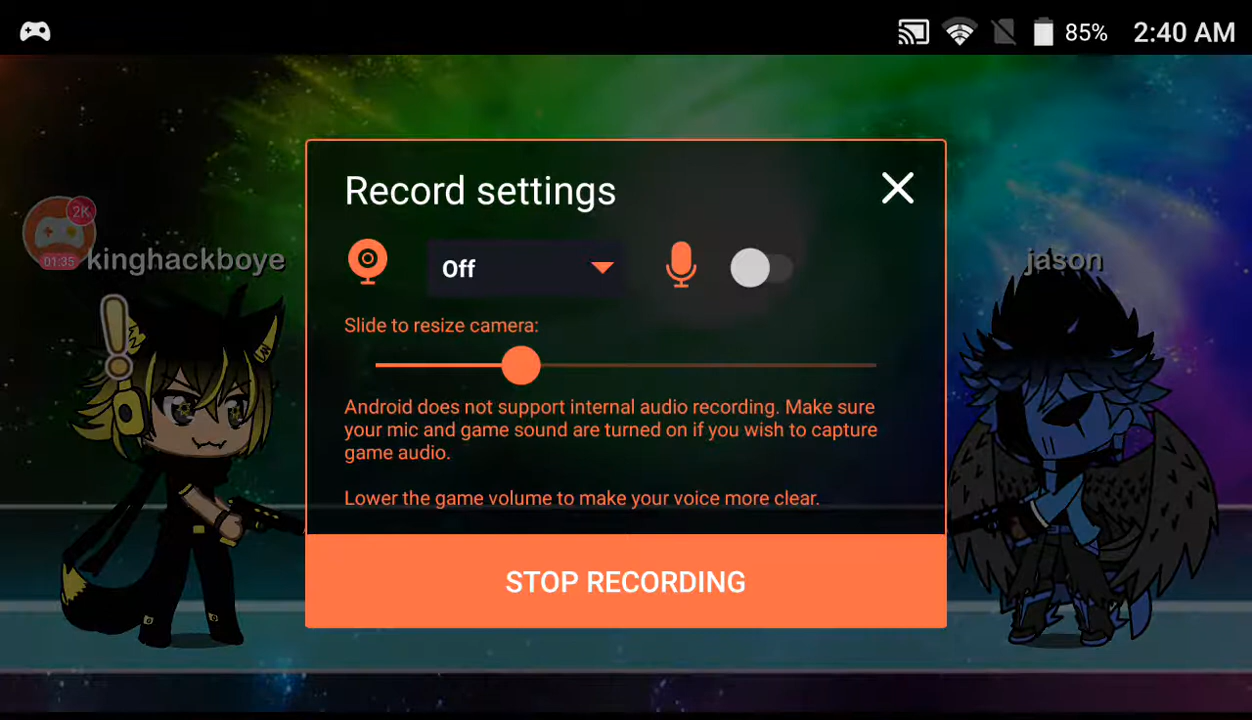 85% 2:40 AM
Record settings
2K
01:35
kinghackboye
jason
Off
Slide to resize camera:
Android does not support internal audio recording. Make sure
your mic and game sound are turned on if you wish to capture
game audio.
Lower the game volume to make your voice more clear.
STOP RECORDING